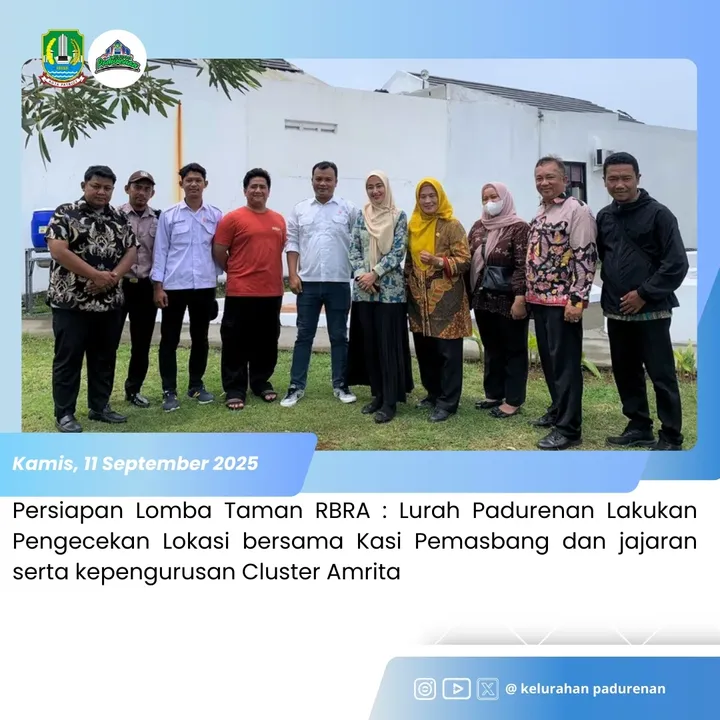 Kamis, 11 September 2025
Persiapan Lomba Taman RBRA : Lurah Padurenan Lakukan
Pengecekan Lokasi bersama Kasi Pemasbang dan jajaran
serta kepengurusan Cluster Amrita
@ kelurahan padurenan